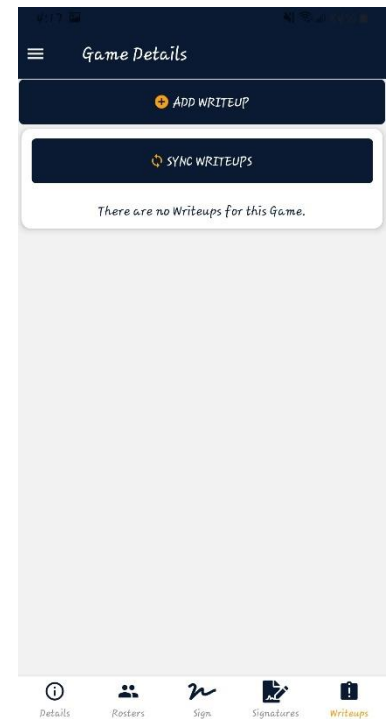 Game Details
ADD WRITEUP
SYNC WRITEUPS
There are no Writeups for this Game.
Details Rosters Sign Signatures Writeups